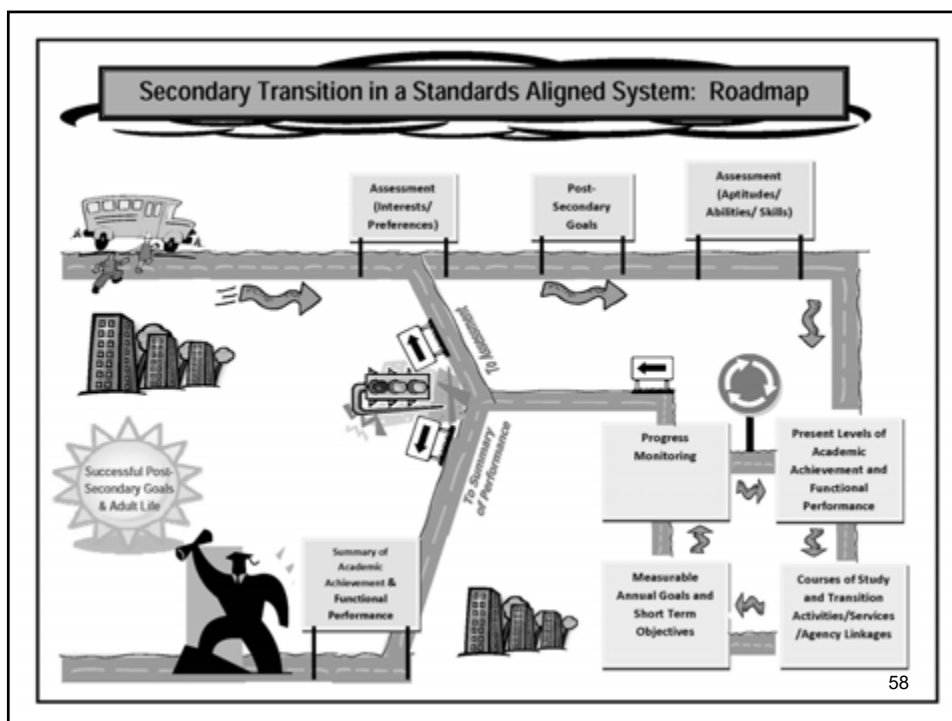 Secondary Transition in a Standards Aligned System: Roadmap
Assessment
(Interests/
Preferences)
Post-
Secondary
Goals
Assessment
(Aptitudes/
Abilities/ Skills)
To Assessment
To Summary
of Performance
Progress
Monitoring
Present Levels of
Academic
Achievement and
Functional
Performance
Successful Post-
Secondary Goals
& Adult Life
Summary of
Academic
Achievement &
Functional
Performance
Measurable
Annual Goals and
Short Term
Objectives
Courses of Study
and Transition
Activities/Services
/Agency Linkages
58